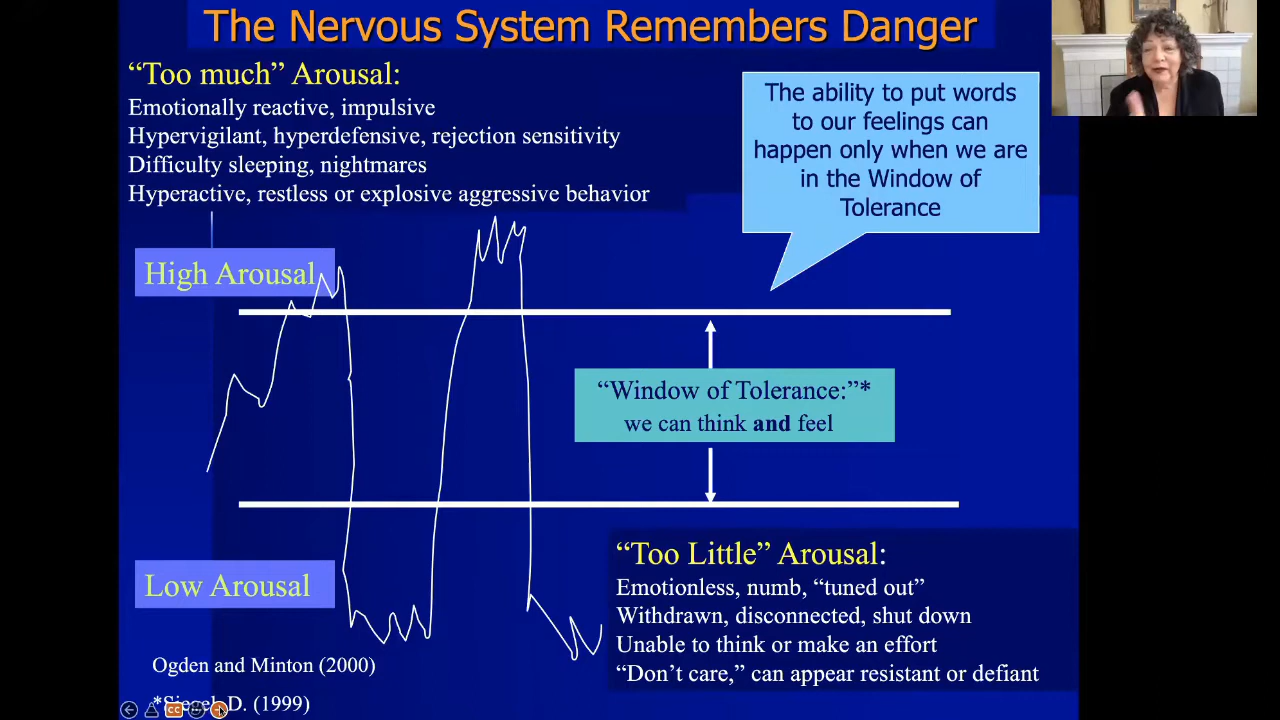 The Nervous System Remembers Danger
“Too much” Arousal:
Emotionally reactive, impulsive
Hypervigilant, hyperdefensive, rejection sensitivity
Difficulty sleeping, nightmares
Hyperactive, restless or explosive aggressive behavior
The ability to put words
to our feelings can
happen only when we are
in the Window of
Tolerance
High Arousal
“Window of Tolerance:”*
we can think and feel
Low Arousal
“Too Little” Arousal:
Emotionless, numb, “tuned out”
Withdrawn, disconnected, shut down
Unable to think or make an effort
“Don’t care,” can appear resistant or defiant
Ogden and Minton (2000)
*Siegel, D. (1999)
CC